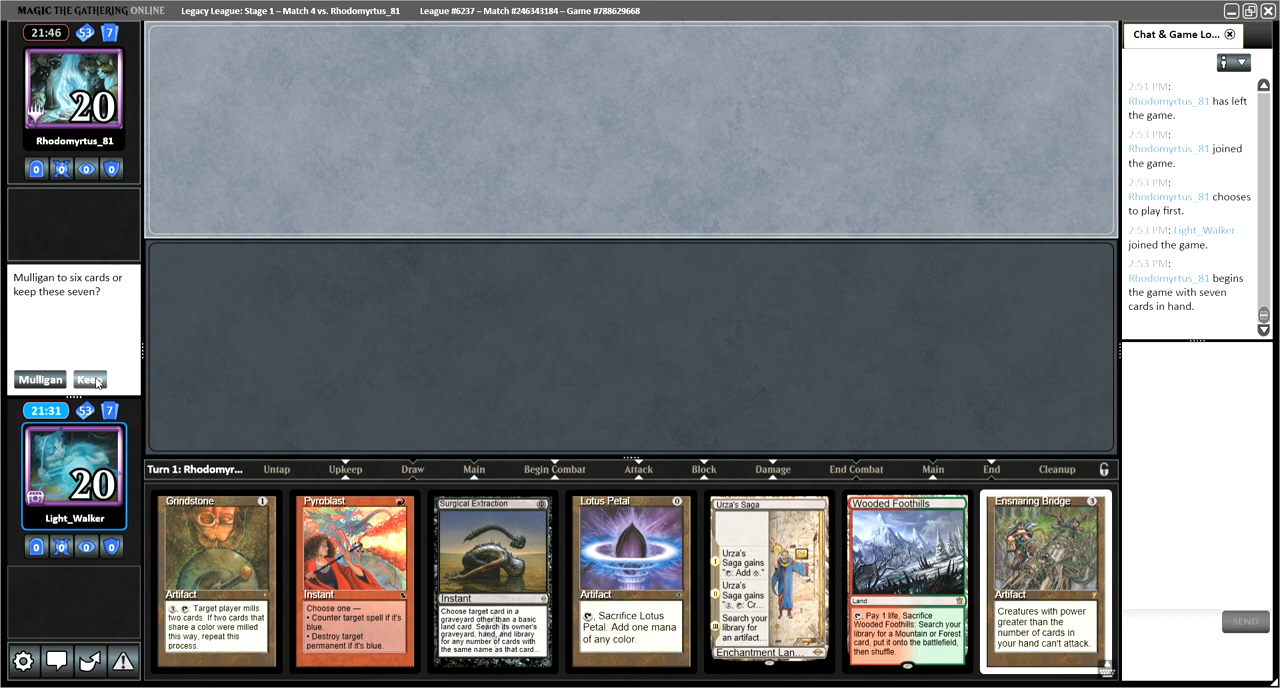 MAGIC THE GATHERING ONLINE
Legacy League: Stage 1 – Match 4 vs. Rhodomyrtus_81
League #6237 – Match #246343184 – Game #788629668
21:46 53 7
20
Rhodomyrtus_81
0 0 0 0
Mulligan to six cards or
keep these seven?
Mulligan Keep
21:31 53 7
20
Light_Walker
0 0 0 0
Turn 1: Rhodomyr... Untap Upkeep Draw Main Begin Combat Attack Block Damage End Combat Main End Cleanup
Grindstone 1
Artifact
3, : Target player mills
two cards. If two cards
that share a color were milled
this way, repeat this
process.
Pyroblast
Instant
Choose one —
• Counter target spell if it's
blue.
• Destroy target
permanent if it's blue.
Surgical Extraction
Instant
Choose target card in a
graveyard other than a basic
land card. Search its owner's
graveyard, hand, and library
for any number of cards with
the same name as that card...
Lotus Petal 0
Artifact
, Sacrifice Lotus
Petal: Add one mana
of any color.
Urza's Saga
I
Urza's
Saga gains
": Add ."
II
Urza's
Saga gains
", : Cr...
III
Search your
library for
an artifact...
Enchantment Lan...
Wooded Foothills
Land
, Pay 1 life, Sacrifice
Wooded Foothills: Search your
library for a Mountain or Forest
card, put it onto the battlefield,
then shuffle.
Ensnaring Bridge 3
Artifact
Creatures with power
greater than the
number of cards in
your hand can't attack.
Chat & Game Lo...
2:51 PM:
Rhodomyrtus_81 has left
the game.
2:53 PM:
Rhodomyrtus_81 joined
the game.
2:53 PM:
Rhodomyrtus_81 chooses
to play first.
2:53 PM: Light_Walker
joined the game.
2:53 PM:
Rhodomyrtus_81 begins
the game with seven
cards in hand.
SEND